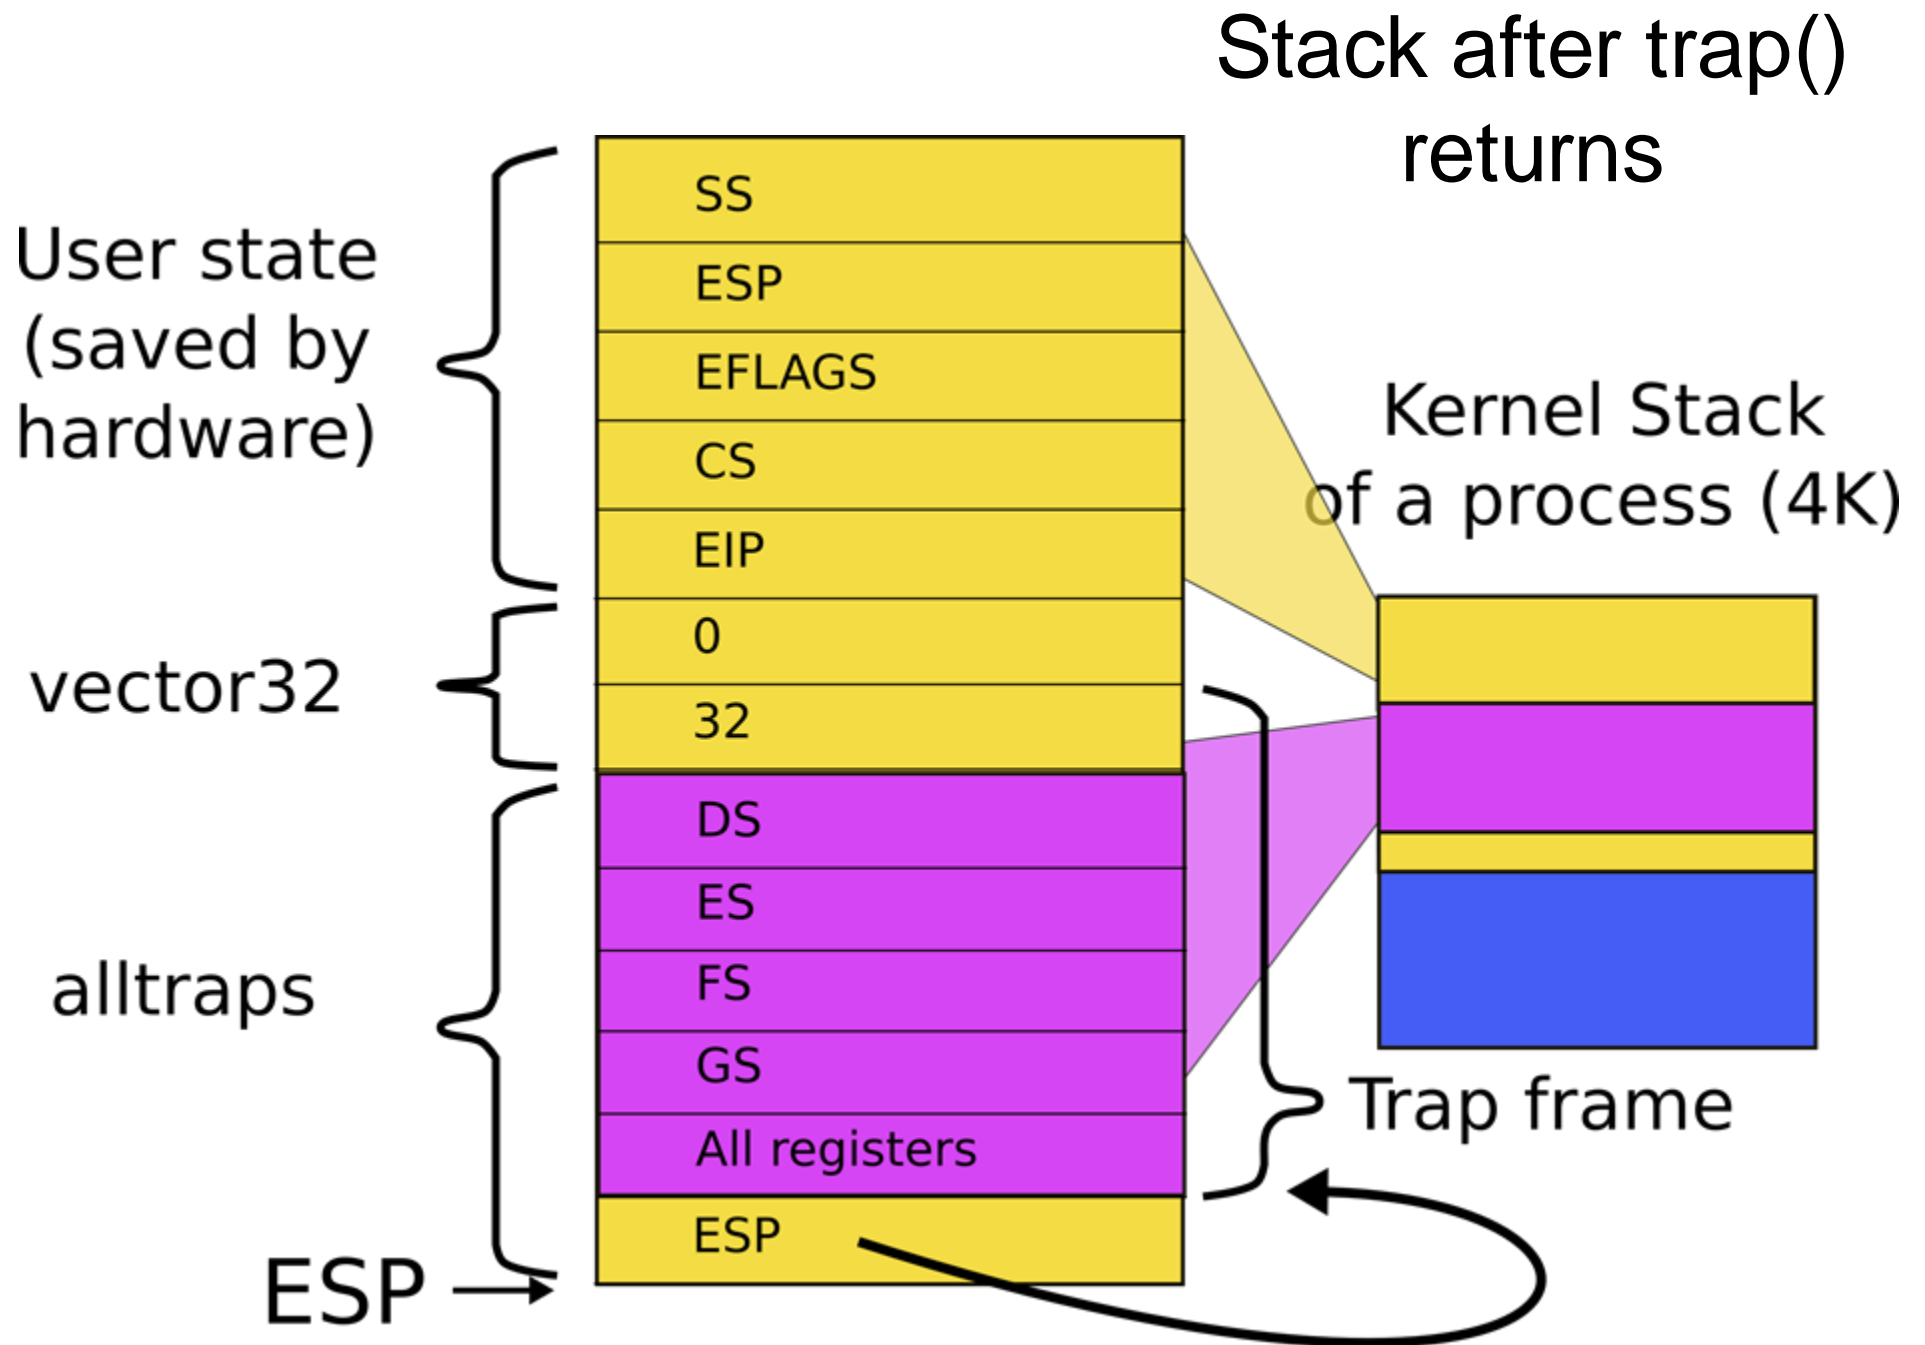 Stack after trap()
returns
User state
(saved by
hardware)
vector32
alltraps
ESP
SS
ESP
EFLAGS
CS
EIP
0
32
DS
ES
FS
GS
All registers
ESP
Kernel Stack
of a process (4K)
Trap frame